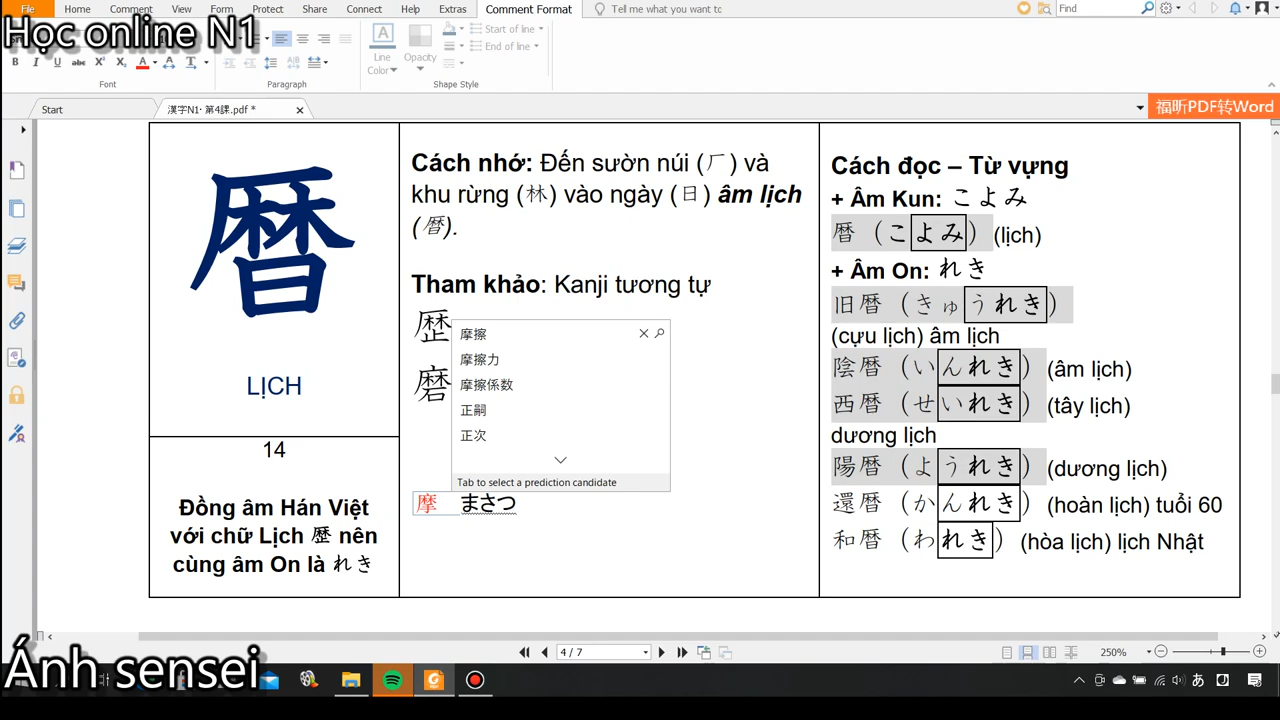 File Home Comment View Form Protect Share Connect Help Extras Comment Format Tell me what you want tc Find
Học online N1
Line Color Opacity Start of line End of line
Font Paragraph Shape Style
Start 漢字N1· 第4課.pdf * 福昕PDF转Word
暦
LỊCH
14
Đồng âm Hán Việt
với chữ Lịch 歴 nên
cùng âm On là れき
Cách nhớ: Đến sườn núi (厂) và
khu rừng (林) vào ngày (日) âm lịch
(暦).
Tham khảo: Kanji tương tự
歴
磨
摩擦
摩擦力
摩擦係数
正嗣
正次
Tab to select a prediction candidate
摩 まさつ
Cách đọc – Từ vựng
+ Âm Kun: こよみ
暦（こよみ）(lịch)
+ Âm On: れき
旧暦（きゅうれき）
(cựu lịch) âm lịch
陰暦（いんれき）(âm lịch)
西暦（せいれき）(tây lịch)
dương lịch
陽暦（ようれき）(dương lịch)
還暦（かんれき）(hoàn lịch) tuổi 60
和暦（われき）(hòa lịch) lịch Nhật
4 / 7 250%
Ánh sensei
あ